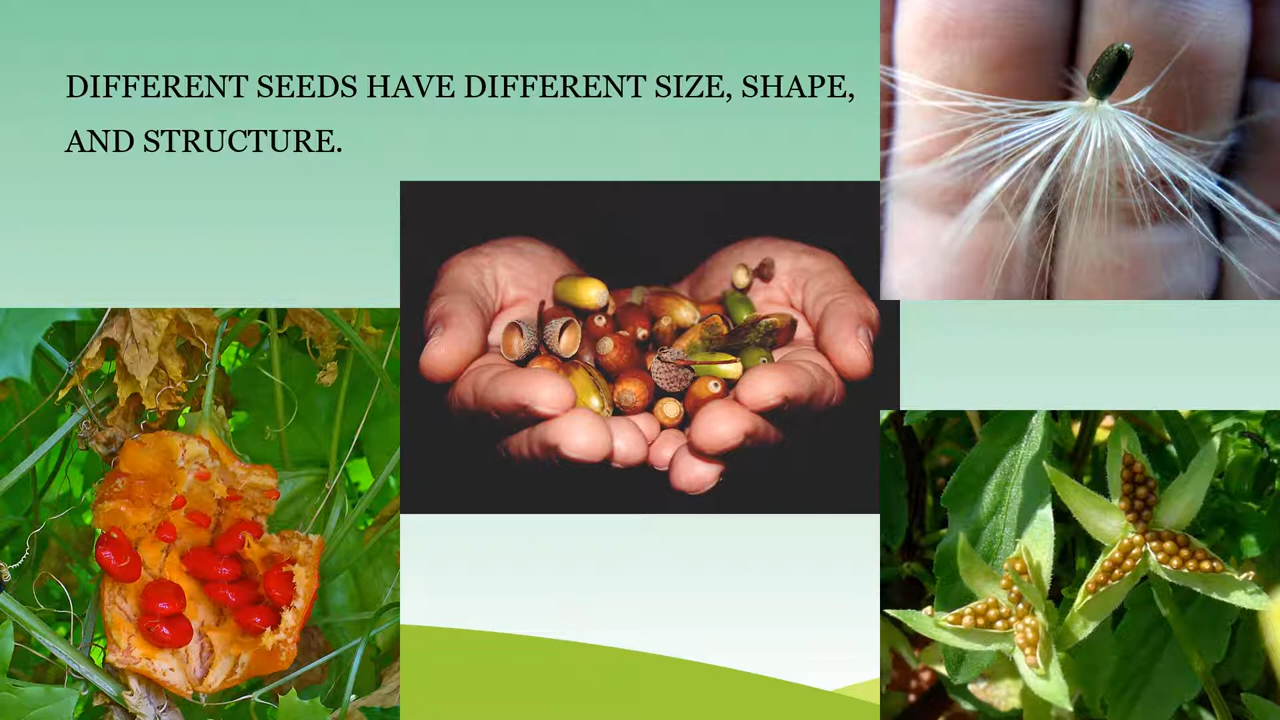 DIFFERENT SEEDS HAVE DIFFERENT SIZE, SHAPE,
AND STRUCTURE.